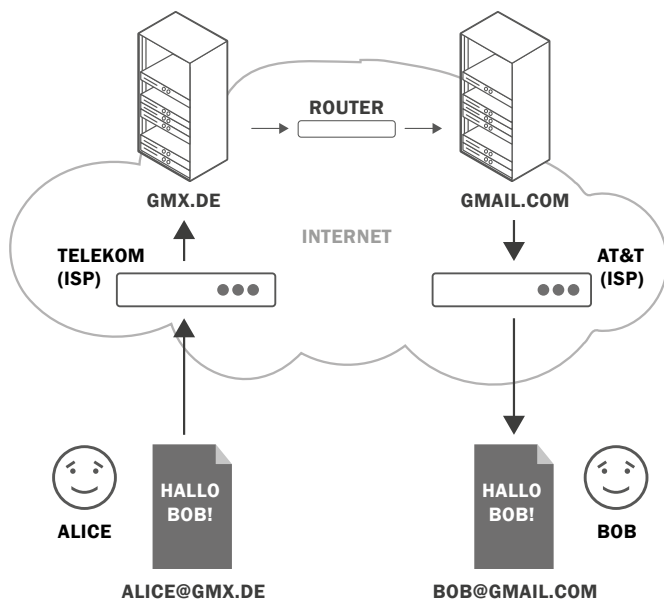 ROUTER
GMX.DE
GMAIL.COM
INTERNET
TELEKOM
(ISP)
AT&T
(ISP)
HALLO
BOB!
HALLO
BOB!
ALICE
BOB
ALICE@GMX.DE
BOB@GMAIL.COM